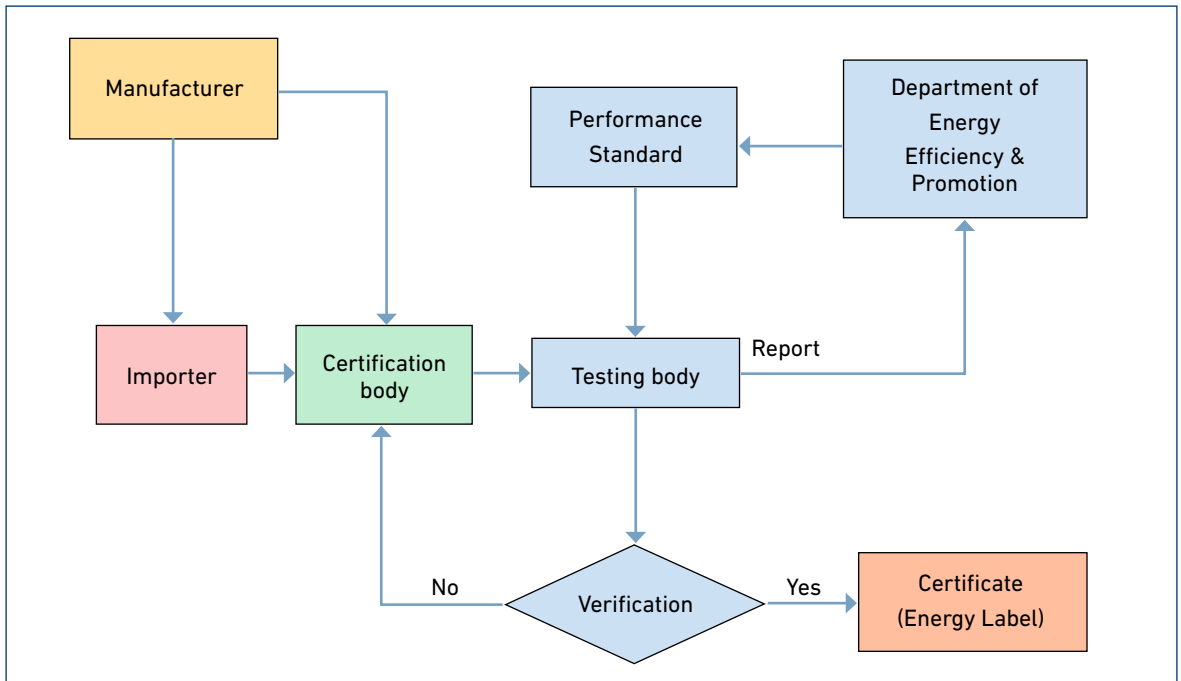 Manufacturer
Performance
Standard
Department of
Energy
Efficiency &
Promotion
Importer
Certification
body
Testing body
Report
No
Verification
Yes
Certificate
(Energy Label)